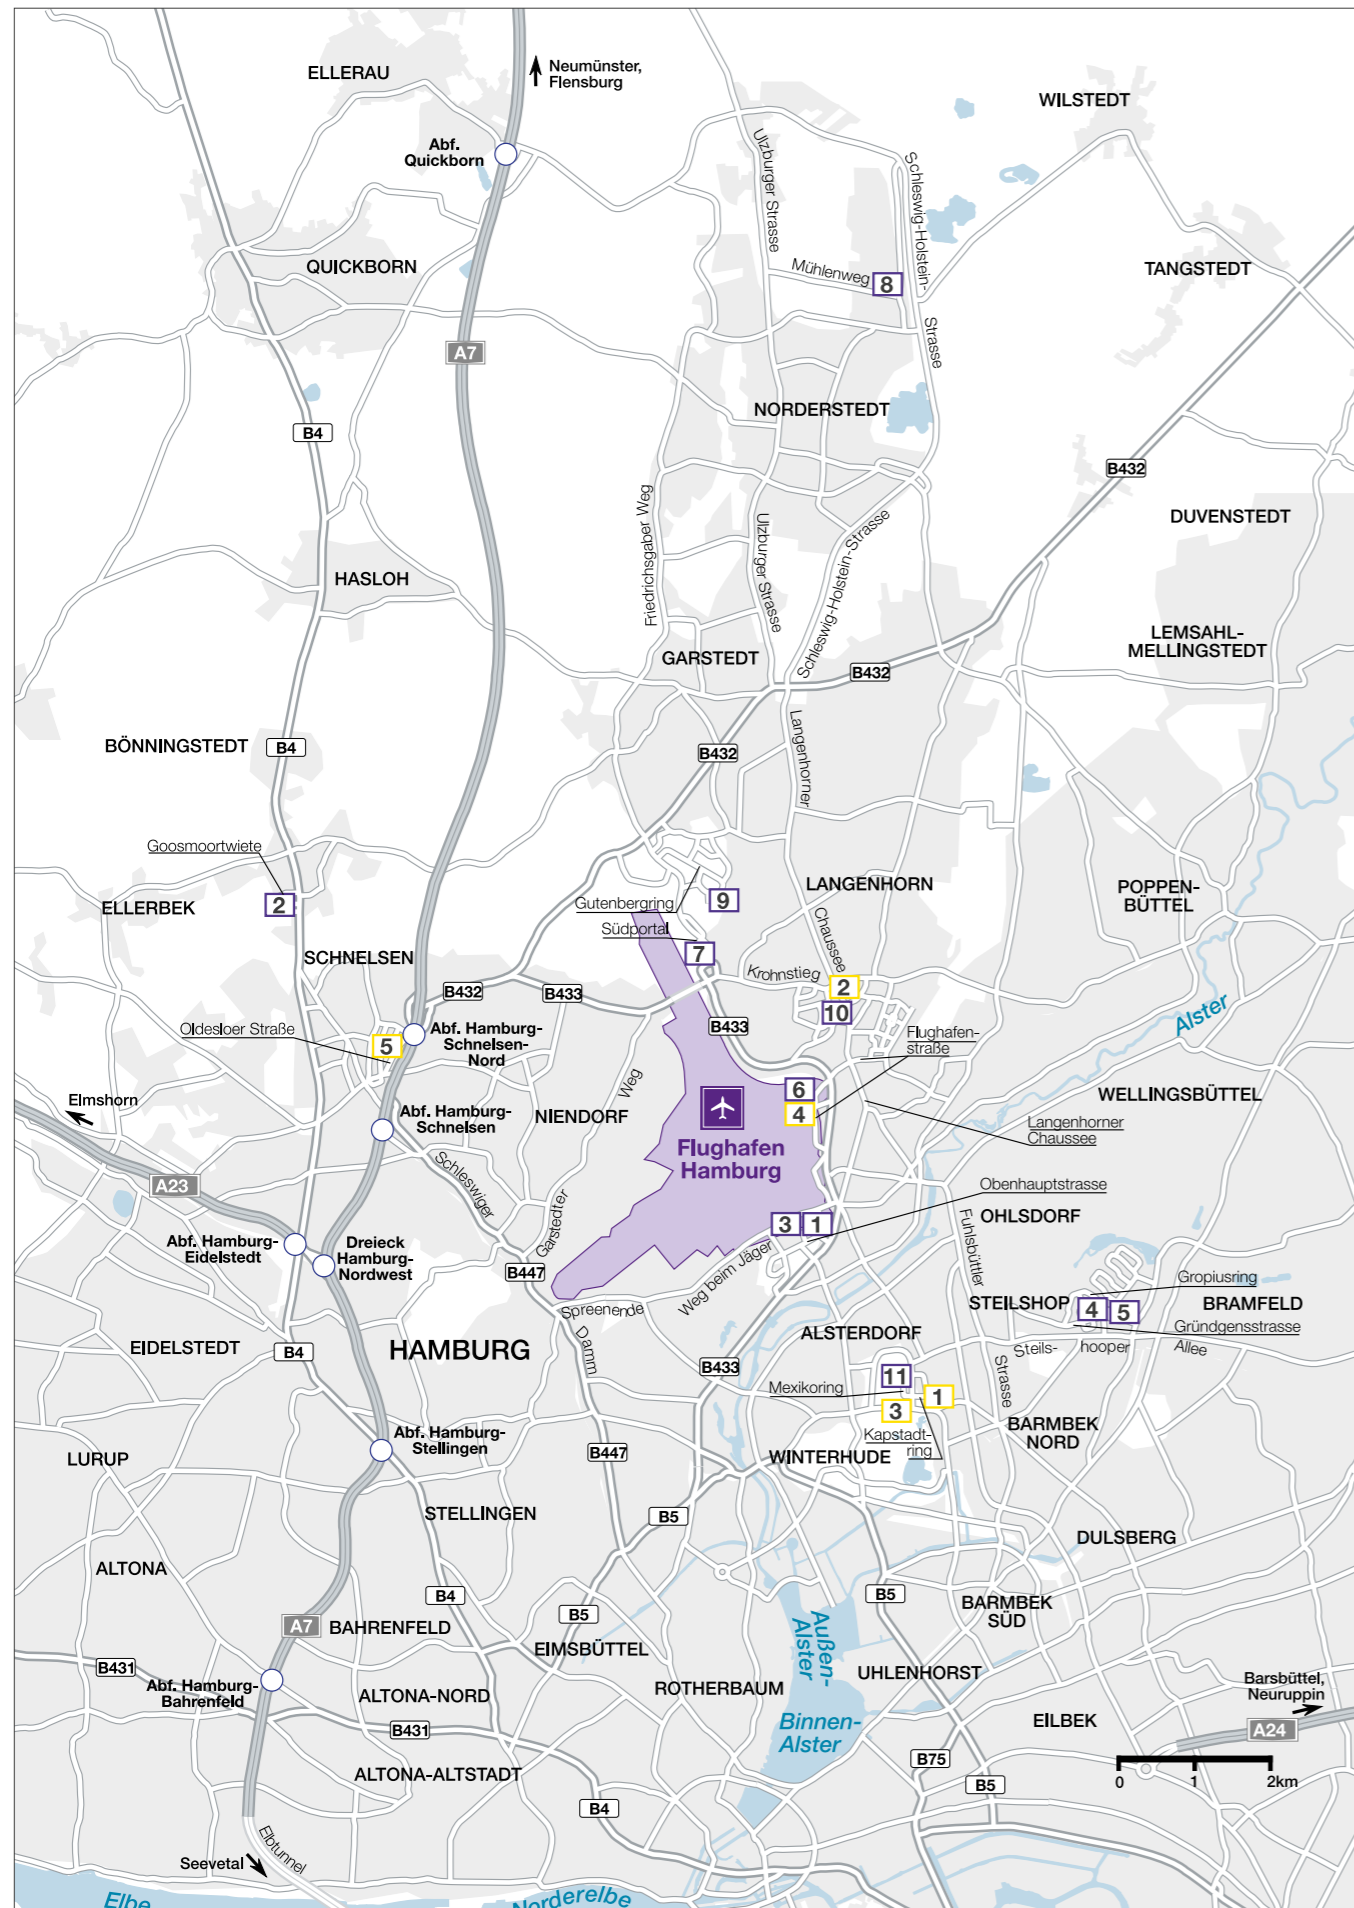 ELLERAU
Neumünster,
Flensburg
WILSTEDT
Abf.
Quickborn
Ulzburger Strasse
Schleswig-Holstein-
Strasse
QUICKBORN
Mühlenweg
8
TANGSTEDT
A7
NORDERSTEDT
B4
B432
Friedrichsgaber Weg
Ulzburger Strasse
Schleswig-Holstein-Strasse
DUVENSTEDT
HASLOH
LEMSAHL-
MELLINGSTEDT
GARSTEDT
B432
BÖNNINGSTEDT
B4
B432
Langenhorner
Chaussee
Goosmoortwiete
2
ELLERBEK
LANGENHORN
POPPEN-
BÜTTEL
9
Gutenbergring
Südportal
7
SCHNELSEN
Krohnstieg
2
10
B432
B433
B433
Alster
Oldesloer Straße
5
Abf. Hamburg-
Schnelsen-
Nord
Flughafen-
straße
6
4
WELLINGSBÜTTEL
Elmshorn
Abf. Hamburg-
Schnelsen
NIENDORF
Garstedter
Weg
Flughafen
Hamburg
Langenhorner
Chaussee
Schleswiger
Damm
A23
Obenhauptstrasse
3
1
OHLSDORF
Abf. Hamburg-
Eidelstedt
Dreieck
Hamburg-
Nordwest
B447
Weg beim Jäger
Spreenende
Fuhlsbüttler
Strasse
Gropiusring
STEILSHOP
4
5
BRAMFELD
Gründgensstrasse
Steils-
hooper
Allee
EIDELSTEDT
B4
HAMBURG
ALSTERDORF
B433
Mexikoring
11
1
3
Kapstadt-
ring
BARMBEK
NORD
Abf. Hamburg-
Stellingen
LURUP
B447
WINTERHUDE
STELLINGEN
B5
DULSBERG
ALTONA
B4
B5
B5
BARMBEK
SÜD
A7
BAHRENFELD
EIMSBÜTTEL
Außen-
Alster
UHLENHORST
B431
Abf. Hamburg-
Bahrenfeld
ALTONA-NORD
ROTHERBAUM
Barsbüttel,
Neuruppin
B431
Binnen-
Alster
EILBEK
A24
B75
ALTONA-ALTSTADT
B5
0
1
2km
B4
Elbtunnel
Seevetal
Elbe
Norderelbe